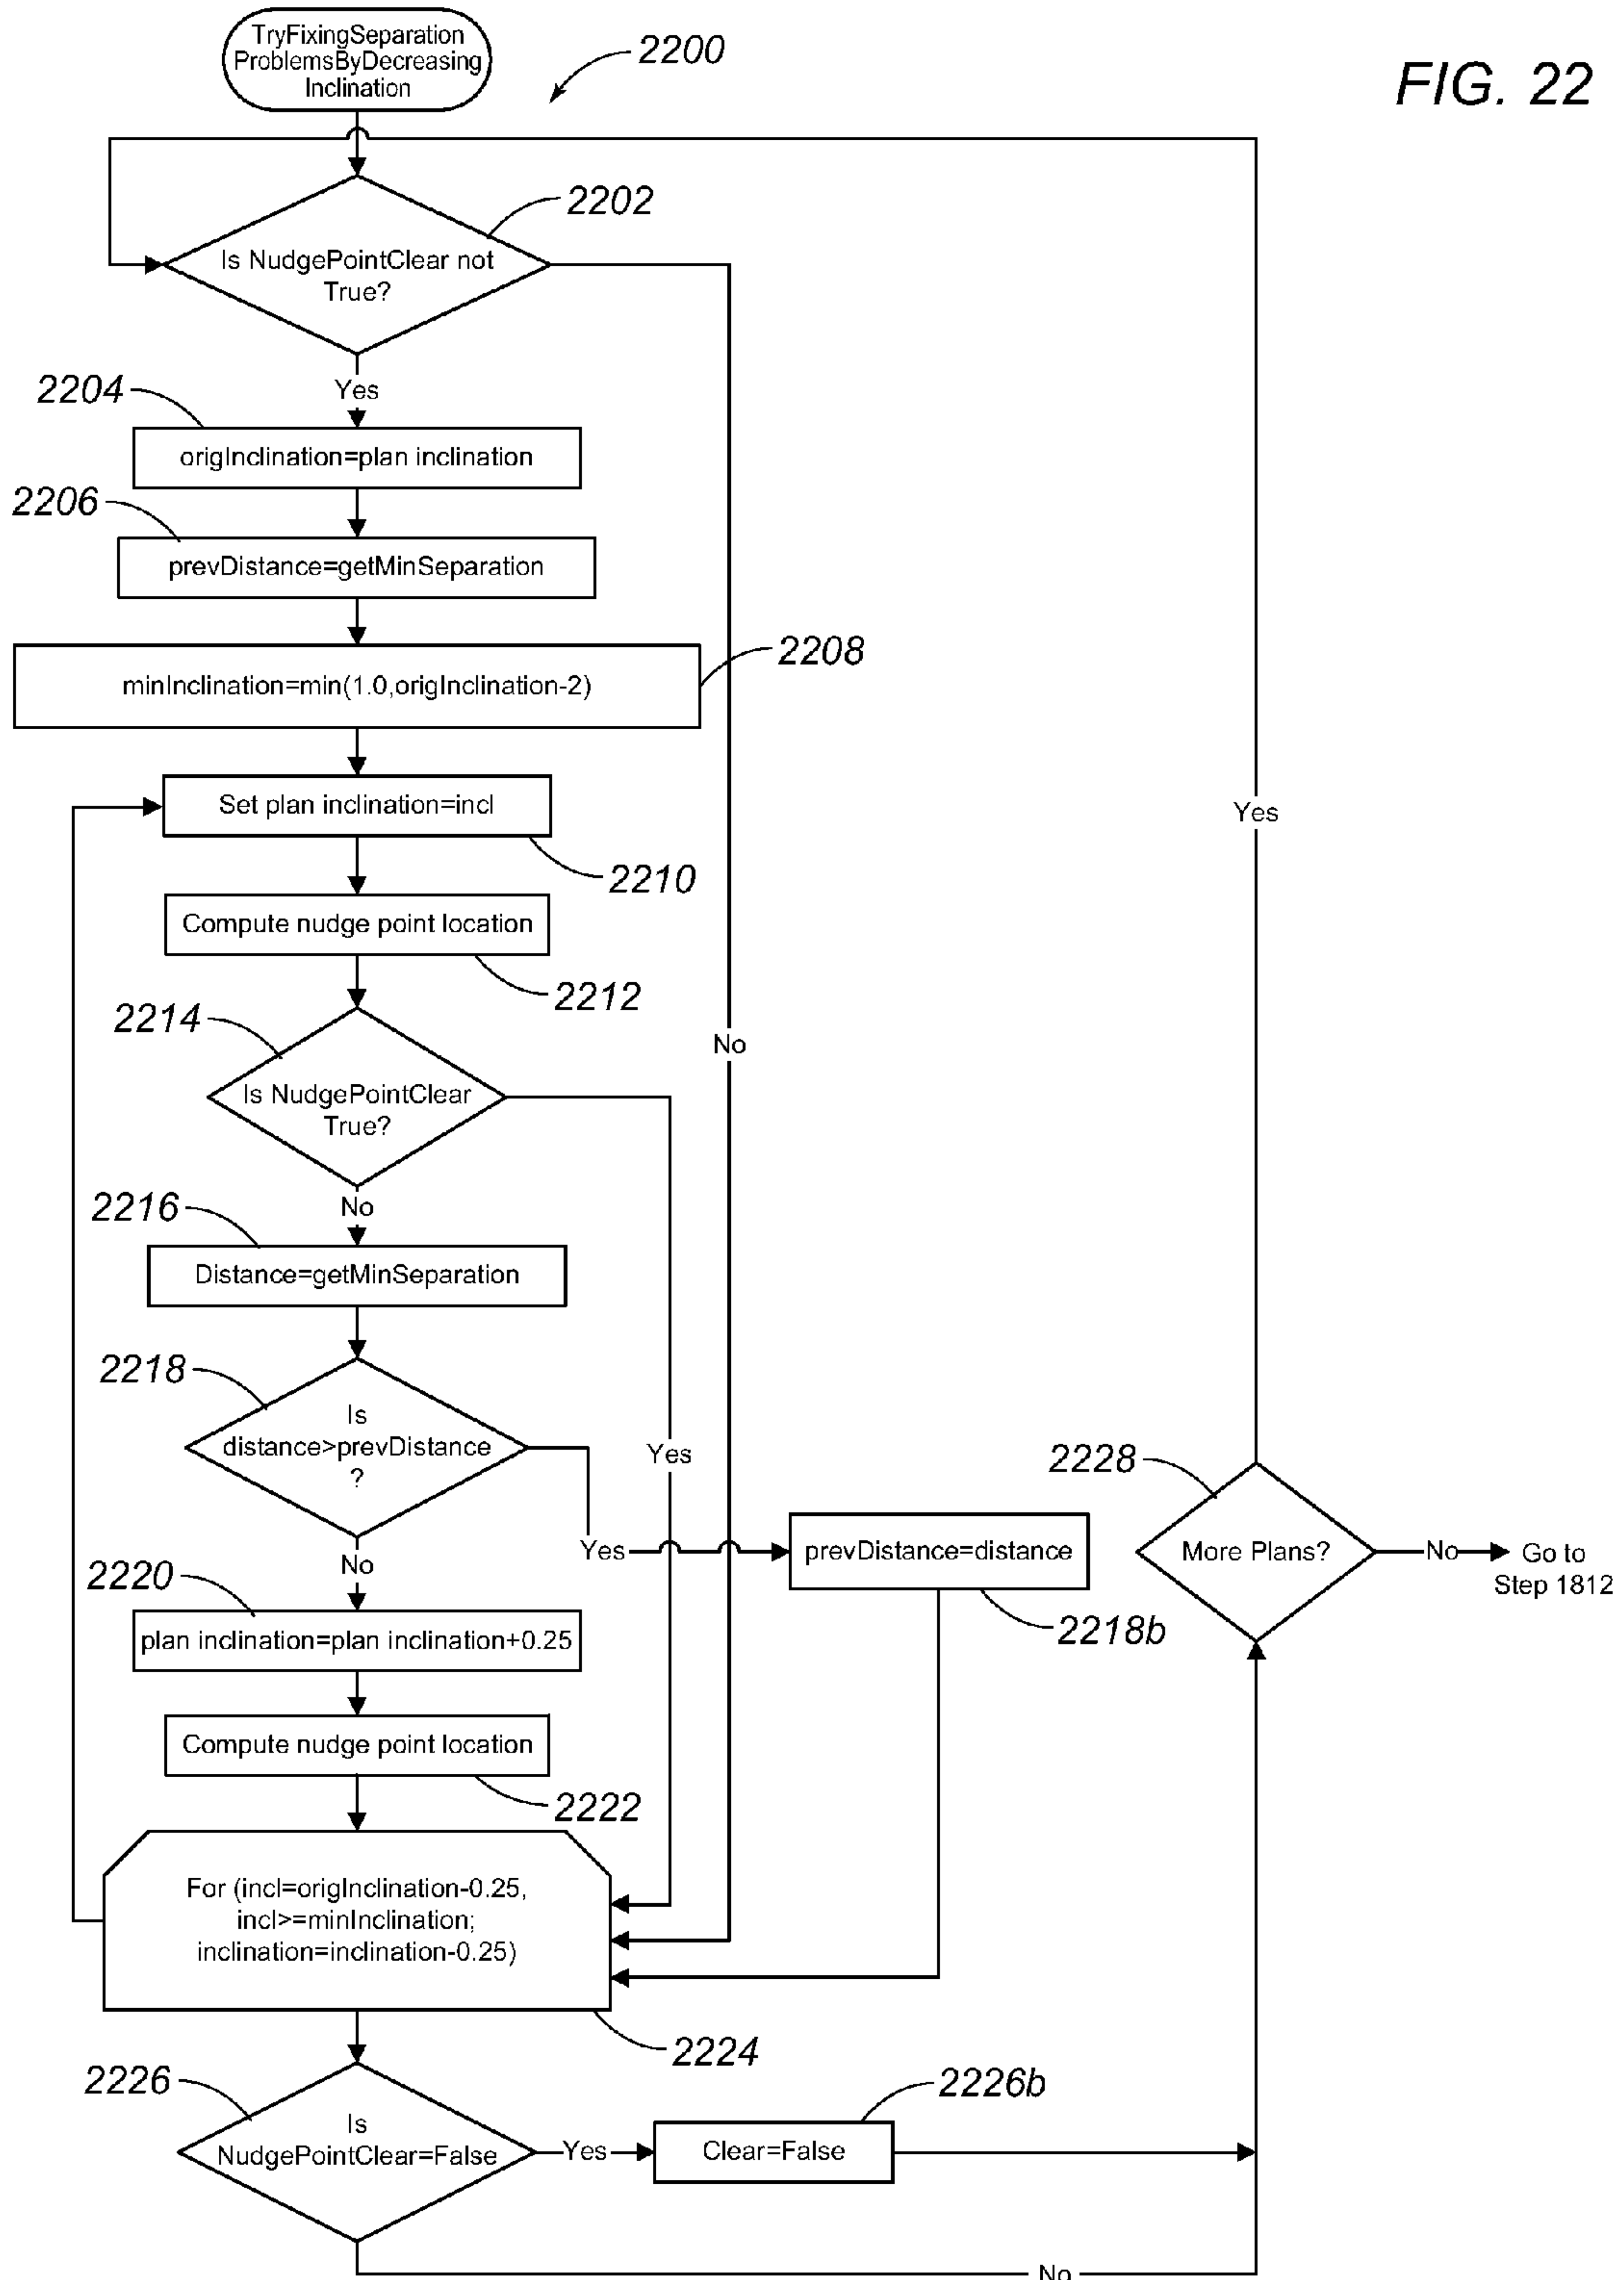 TryFixingSeparation
ProblemsByDecreasing
Inclination
2200
FIG. 22
2202
Is NudgePointClear not
True?
Yes
2204
origInclination=plan inclination
2206
prevDistance=getMinSeparation
2208
minInclination=min(1.0,origInclination-2)
Set plan inclination=incl
Yes
2210
Compute nudge point location
2212
2214
No
Is NudgePointClear
True?
No
2216
Distance=getMinSeparation
2218
Is
distance>prevDistance
?
Yes
2228
Yes
prevDistance=distance
More Plans?
No
Go to
Step 1812
No
2220
2218b
plan inclination=plan inclination+0.25
Compute nudge point location
2222
For (incl=origInclination-0.25,
incl>=minInclination;
inclination=inclination-0.25)
2224
2226
2226b
Is
NudgePointClear=False
Yes
Clear=False
No